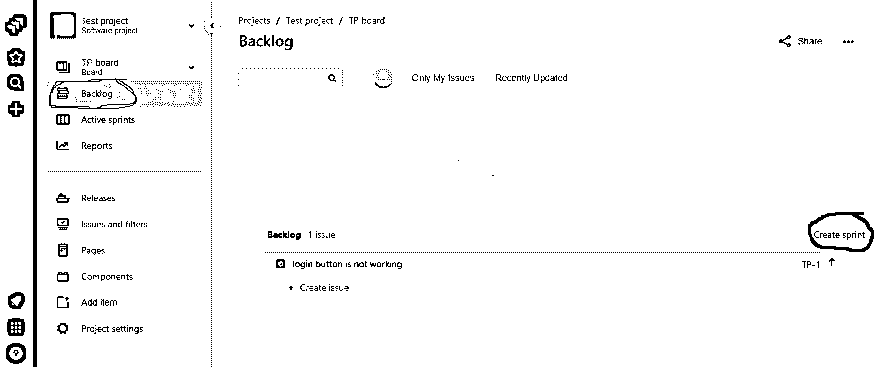 Test project
Software project
TP board
Board
Backlog
Active sprints
Reports
Releases
Issues and filters
Pages
Components
Add item
Project settings
Projects / Test project / TP board
Backlog
Share
Only My Issues Recently Updated
Backlog 1 issue Create sprint
login button is not working TP-1 ↑
+ Create issue